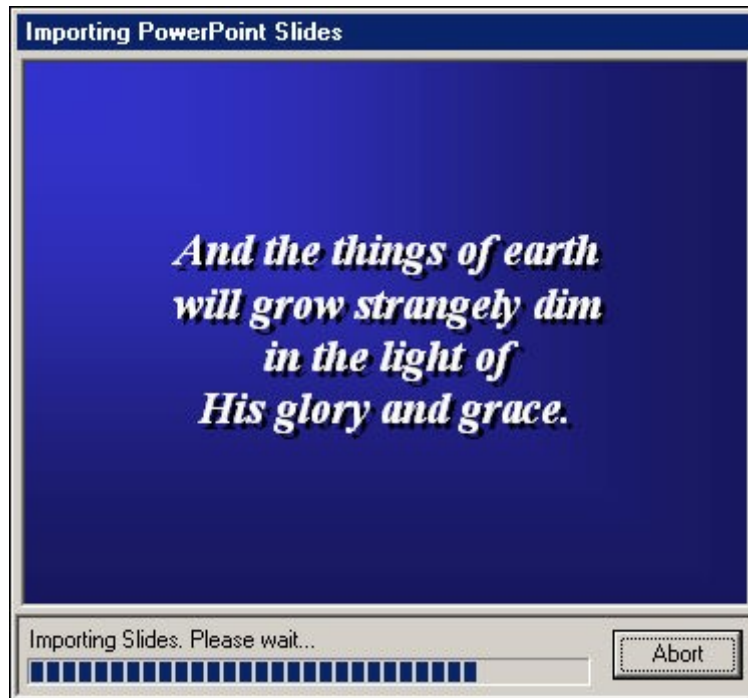 Importing PowerPoint Slides
And the things of earth
will grow strangely dim
in the light of
His glory and grace.
Importing Slides. Please wait...
Abort